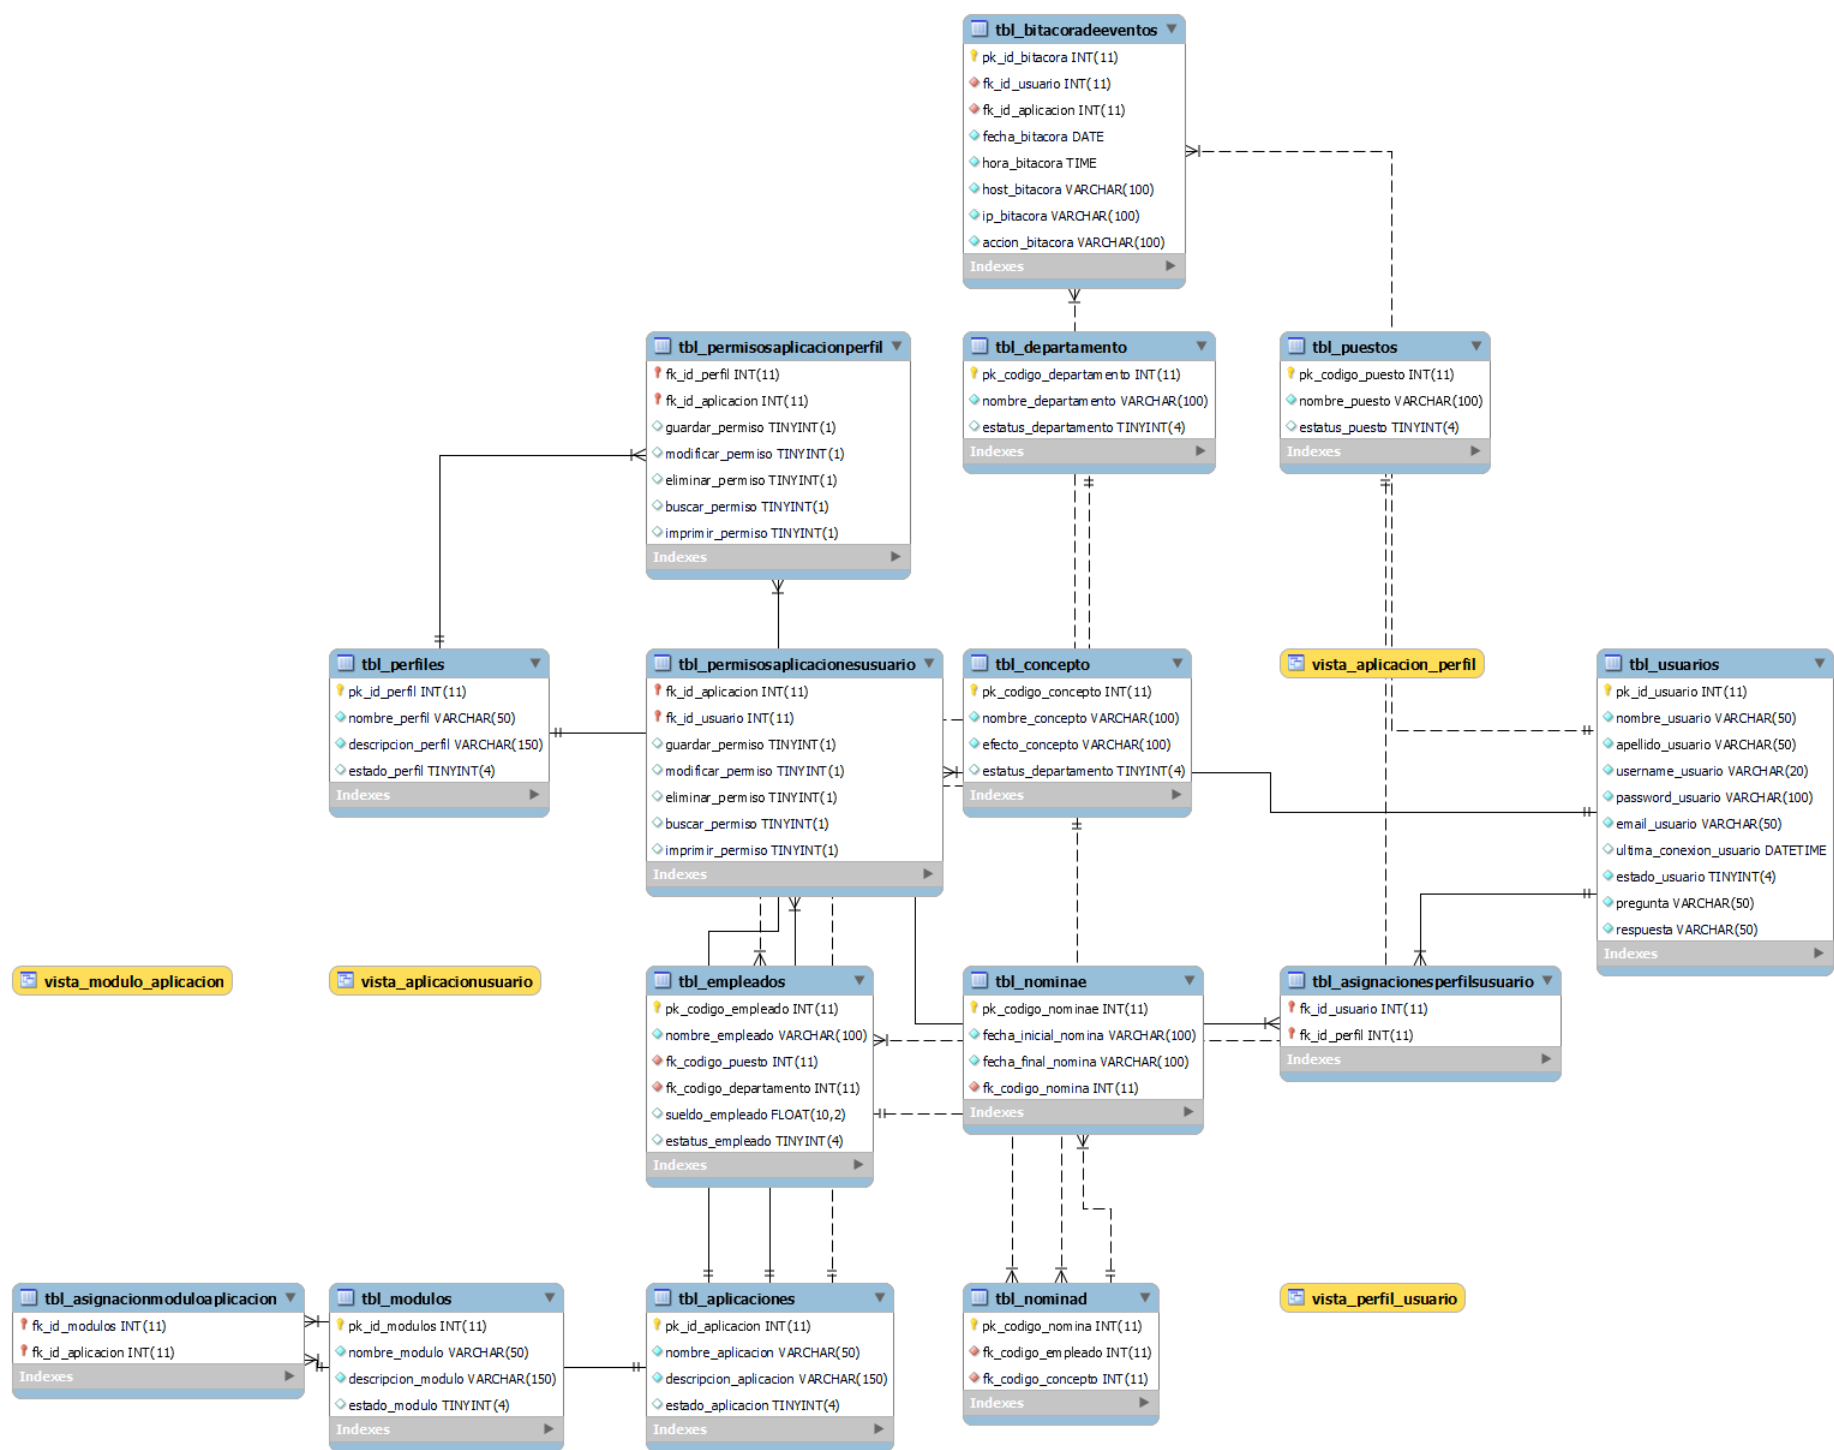 tbl_bitacoradeeventos
pk_id_bitacora INT(11)
fk_id_usuario INT(11)
fk_id_aplicacion INT(11)
fecha_bitacora DATE
hora_bitacora TIME
host_bitacora VARCHAR(100)
ip_bitacora VARCHAR(100)
accion_bitacora VARCHAR(100)
Indexes
tbl_permisosaplicacionperfil
fk_id_perfil INT(11)
fk_id_aplicacion INT(11)
guardar_permiso TINYINT(1)
modificar_permiso TINYINT(1)
eliminar_permiso TINYINT(1)
buscar_permiso TINYINT(1)
imprimir_permiso TINYINT(1)
Indexes
tbl_departamento
pk_codigo_departamento INT(11)
nombre_departamento VARCHAR(100)
estatus_departamento TINYINT(4)
Indexes
tbl_puestos
pk_codigo_puesto INT(11)
nombre_puesto VARCHAR(100)
estatus_puesto TINYINT(4)
Indexes
tbl_perfiles
pk_id_perfil INT(11)
nombre_perfil VARCHAR(50)
descripcion_perfil VARCHAR(150)
estado_perfil TINYINT(4)
Indexes
tbl_permisosaplicacionesusuario
fk_id_aplicacion INT(11)
fk_id_usuario INT(11)
guardar_permiso TINYINT(1)
modificar_permiso TINYINT(1)
eliminar_permiso TINYINT(1)
buscar_permiso TINYINT(1)
imprimir_permiso TINYINT(1)
Indexes
tbl_concepto
pk_codigo_concepto INT(11)
nombre_concepto VARCHAR(100)
efecto_concepto VARCHAR(100)
estatus_departamento TINYINT(4)
Indexes
vista_aplicacion_perfil
tbl_usuarios
pk_id_usuario INT(11)
nombre_usuario VARCHAR(50)
apellido_usuario VARCHAR(50)
username_usuario VARCHAR(20)
password_usuario VARCHAR(100)
email_usuario VARCHAR(50)
ultima_conexion_usuario DATETIME
estado_usuario TINYINT(4)
pregunta VARCHAR(50)
respuesta VARCHAR(50)
Indexes
vista_modulo_aplicacion
vista_aplicacionusuario
tbl_empleados
pk_codigo_empleado INT(11)
nombre_empleado VARCHAR(100)
fk_codigo_puesto INT(11)
fk_codigo_departamento INT(11)
sueldo_empleado FLOAT(10,2)
estatus_empleado TINYINT(4)
Indexes
tbl_nominae
pk_codigo_nominae INT(11)
fecha_inicial_nomina VARCHAR(100)
fecha_final_nomina VARCHAR(100)
fk_codigo_nomina INT(11)
Indexes
tbl_asignacionesperfilsusuario
fk_id_usuario INT(11)
fk_id_perfil INT(11)
Indexes
tbl_asignacionmoduloaplicacion
fk_id_modulos INT(11)
fk_id_aplicacion INT(11)
Indexes
tbl_modulos
pk_id_modulos INT(11)
nombre_modulo VARCHAR(50)
descripcion_modulo VARCHAR(150)
estado_modulo TINYINT(4)
Indexes
tbl_aplicaciones
pk_id_aplicacion INT(11)
nombre_aplicacion VARCHAR(50)
descripcion_aplicacion VARCHAR(150)
estado_aplicacion TINYINT(4)
Indexes
tbl_nominad
pk_codigo_nomina INT(11)
fk_codigo_empleado INT(11)
fk_codigo_concepto INT(11)
Indexes
vista_perfil_usuario